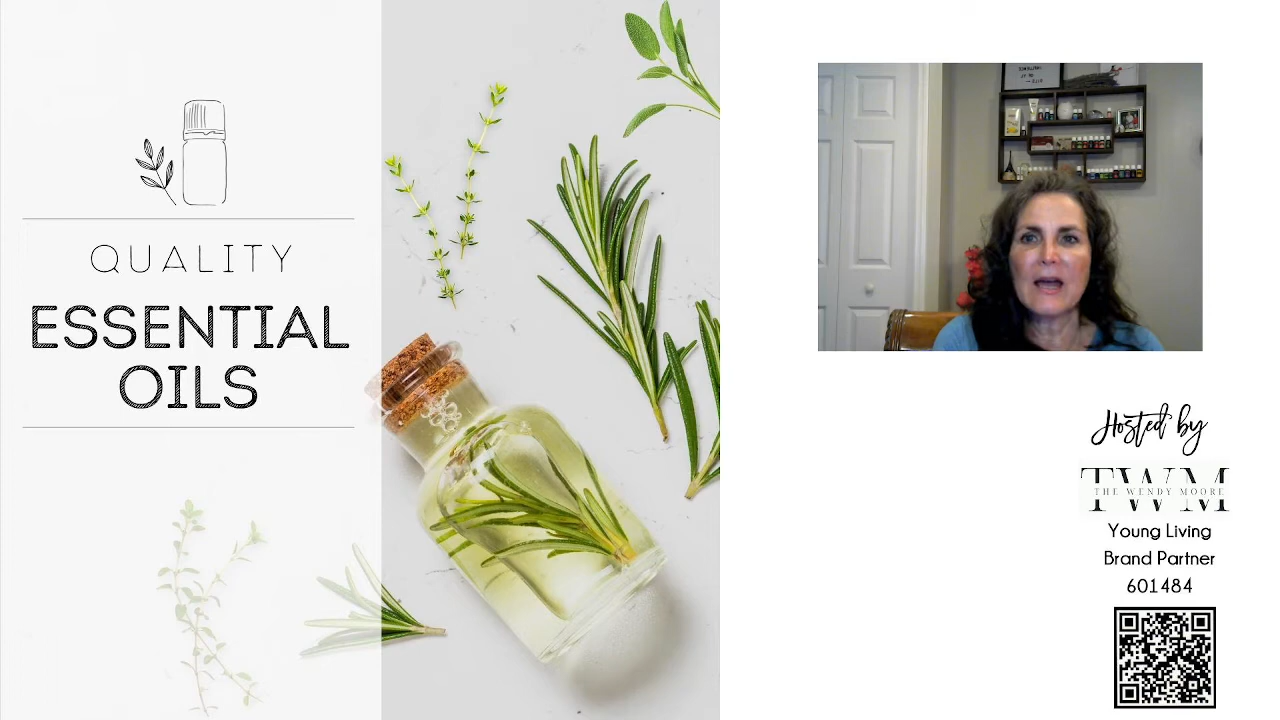 QUALITY
ESSENTIAL
OILS
Hosted by
TWM
THE WENDY MOORE
Young Living
Brand Partner
601484